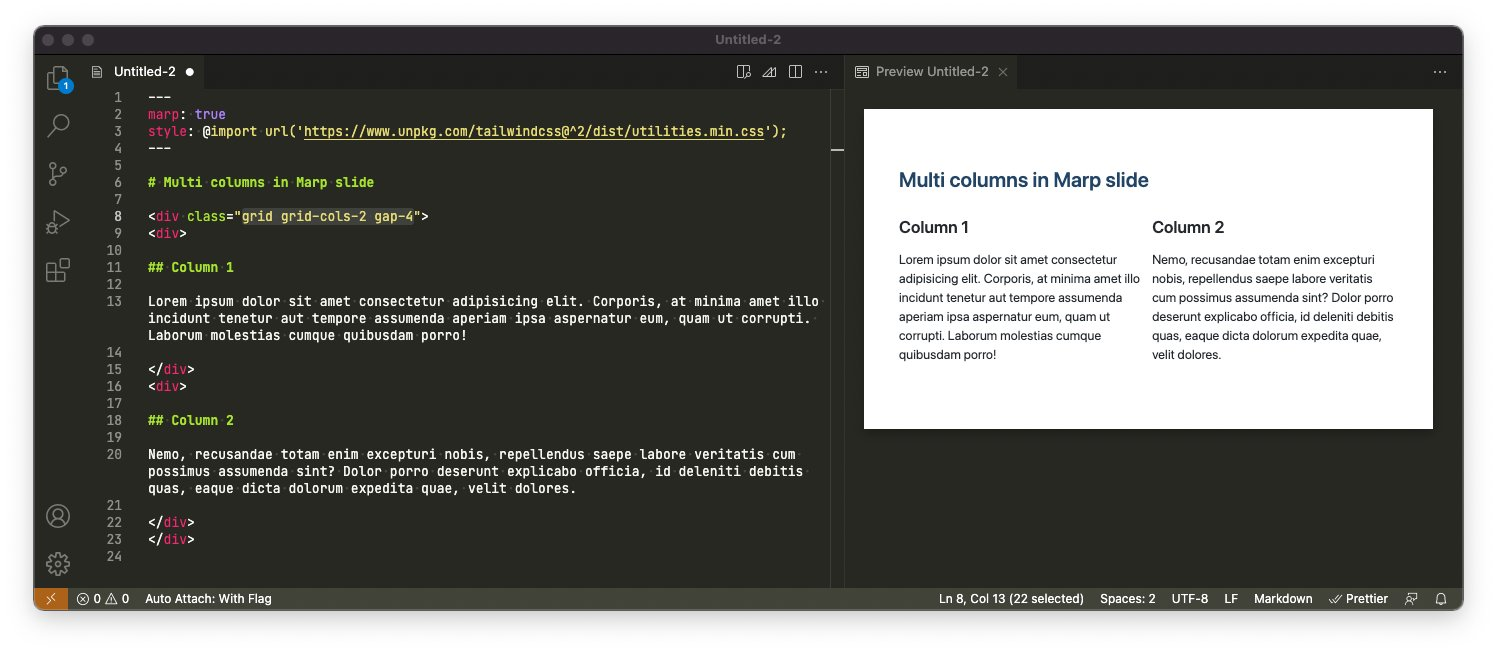 Untitled-2
Untitled-2
1
1 ---
2 marp: true
3 style: @import url('https://www.unpkg.com/tailwindcss@^2/dist/utilities.min.css');
4 ---
5
6 # Multi columns in Marp slide
7
8 <div class="grid grid-cols-2 gap-4">
9 <div>
10
11 ## Column 1
12
13 Lorem ipsum dolor sit amet consectetur adipisicing elit. Corporis, at minima amet illo
incidunt tenetur aut tempore assumenda aperiam ipsa aspernatur eum, quam ut corrupti.
Laborum molestias cumque quibusdam porro!
14
15 </div>
16 <div>
17
18 ## Column 2
19
20 Nemo, recusandae totam enim excepturi nobis, repellendus saepe labore veritatis cum
possimus assumenda sint? Dolor porro deserunt explicabo officia, id deleniti debitis
quas, eaque dicta dolorum expedita quae, velit dolores.
21
22 </div>
23 </div>
24
Preview Untitled-2
Multi columns in Marp slide
Column 1
Lorem ipsum dolor sit amet consectetur
adipisicing elit. Corporis, at minima amet illo
incidunt tenetur aut tempore assumenda
aperiam ipsa aspernatur eum, quam ut
corrupti. Laborum molestias cumque
quibusdam porro!
Column 2
Nemo, recusandae totam enim excepturi
nobis, repellendus saepe labore veritatis
cum possimus assumenda sint? Dolor porro
deserunt explicabo officia, id deleniti debitis
quas, eaque dicta dolorum expedita quae,
velit dolores.
0 0 Auto Attach: With Flag
Ln 8, Col 13 (22 selected) Spaces: 2 UTF-8 LF Markdown Prettier